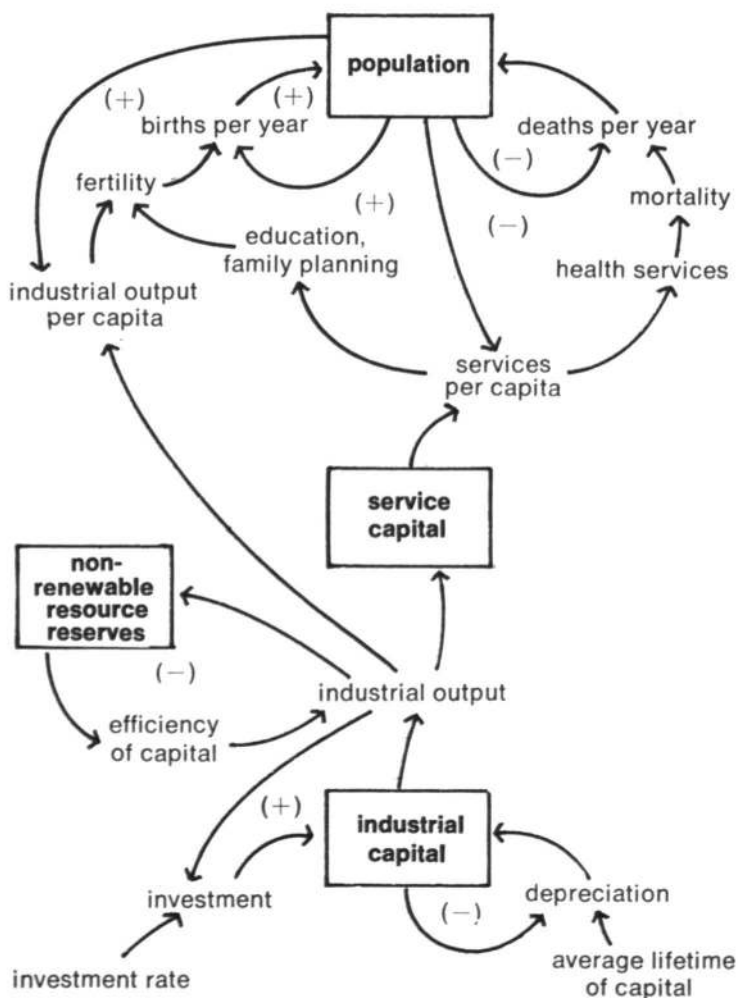 population
(+)
(+)
births per year
deaths per year
(−)
fertility
(+)
mortality
(−)
education,
family planning
health services
industrial output
per capita
services
per capita
service
capital
non-
renewable
resource
reserves
(−)
industrial output
efficiency
of capital
(+)
industrial
capital
investment
(−)
depreciation
investment rate
average lifetime
of capital